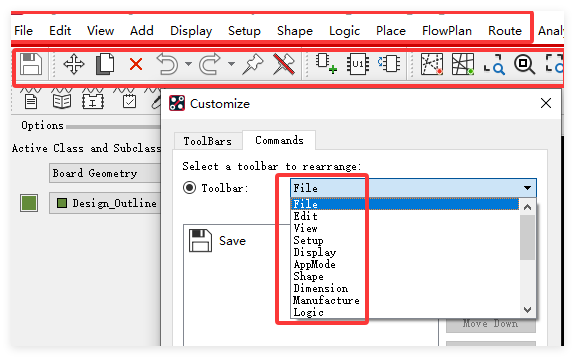 File Edit View Add Display Setup Shape Logic Place FlowPlan Route Analy
U1
Customize
Options
ToolBars Commands
Active Class and Subclass
Select a toolbar to rearrange:
Board Geometry
Toolbar: File
Design_Outline
File
Edit
View
Setup
Display
AppMode
Shape
Dimension
Manufacture
Logic
Save
Move Down